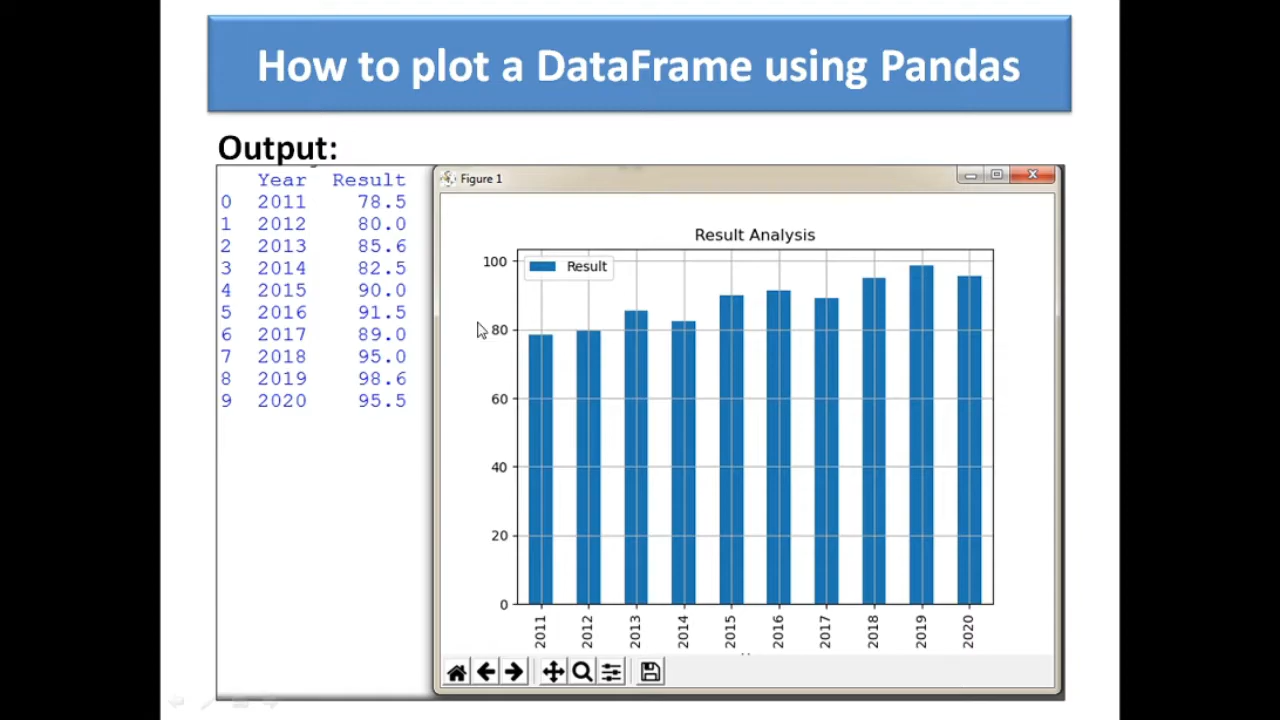 How to plot a DataFrame using Pandas
Output:
Year Result
0 2011 78.5
1 2012 80.0
2 2013 85.6
3 2014 82.5
4 2015 90.0
5 2016 91.5
6 2017 89.0
7 2018 95.0
8 2019 98.6
9 2020 95.5
Figure 1
Result Analysis
Result
100
80
60
40
20
0
2011 2012 2013 2014 2015 2016 2017 2018 2019 2020